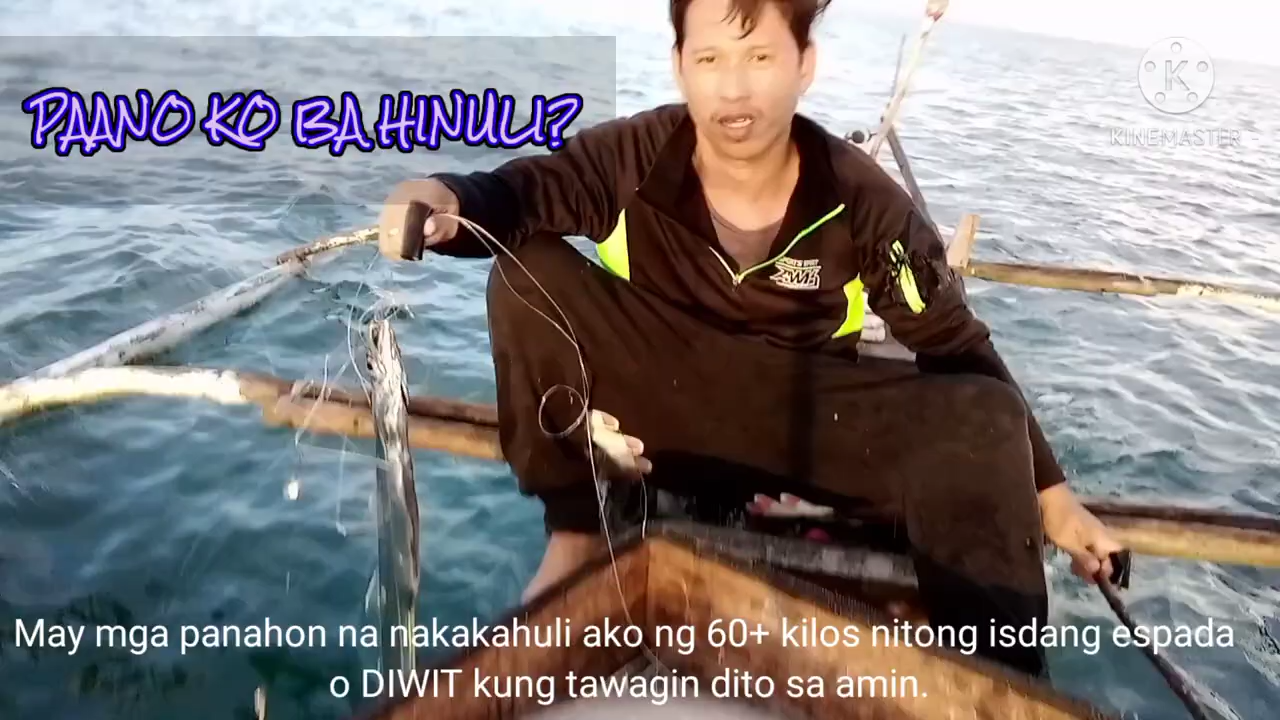 PAANO KO BA HINULI?
KINEMASTER
May mga panahon na nakakahuli ako ng 60+ kilos nitong isdang espada
o DIWIT kung tawagin dito sa amin.